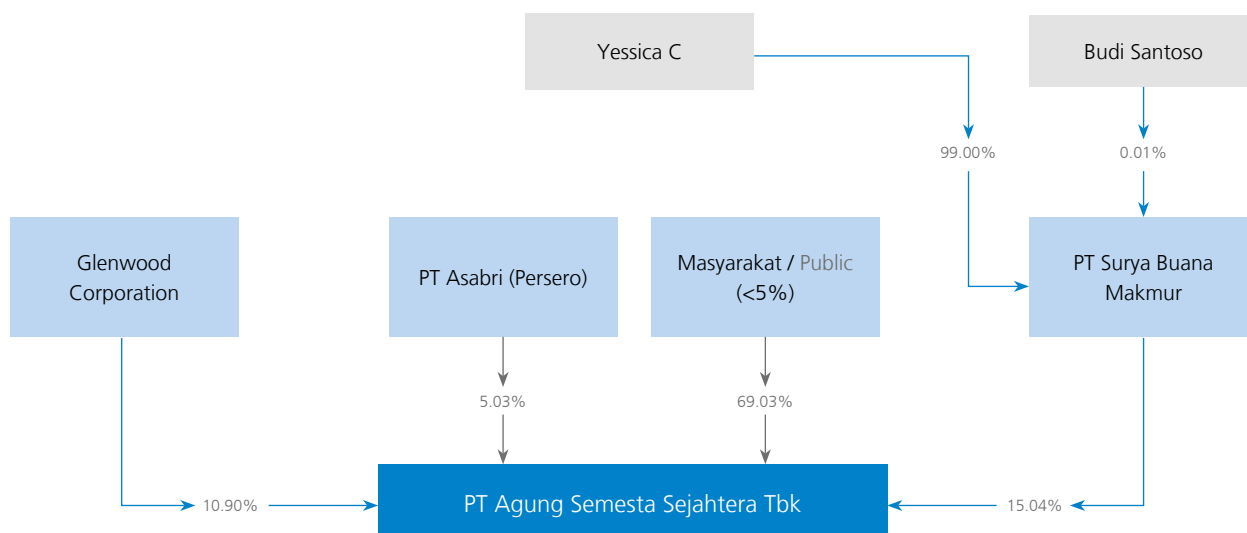 Yessica C
Budi Santoso
99.00%
0.01%
Glenwood
Corporation
PT Asabri (Persero)
Masyarakat / Public
(<5%)
PT Surya Buana
Makmur
5.03%
69.03%
10.90%
PT Agung Semesta Sejahtera Tbk
15.04%